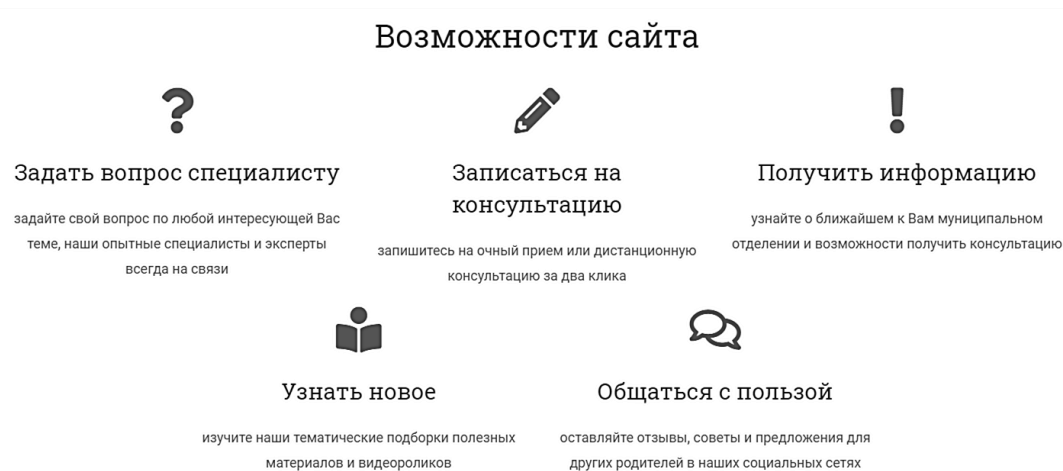 Возможности сайта
Задать вопрос специалисту
задайте свой вопрос по любой интересующей Вас
теме, наши опытные специалисты и эксперты
всегда на связи
Записаться на
консультацию
запишитесь на очный прием или дистанционную
консультацию за два клика
Получить информацию
узнайте о ближайшем к Вам муниципальном
отделении и возможности получить консультацию
Узнать новое
изучите наши тематические подборки полезных
материалов и видеороликов
Общаться с пользой
оставляйте отзывы, советы и предложения для
других родителей в наших социальных сетях